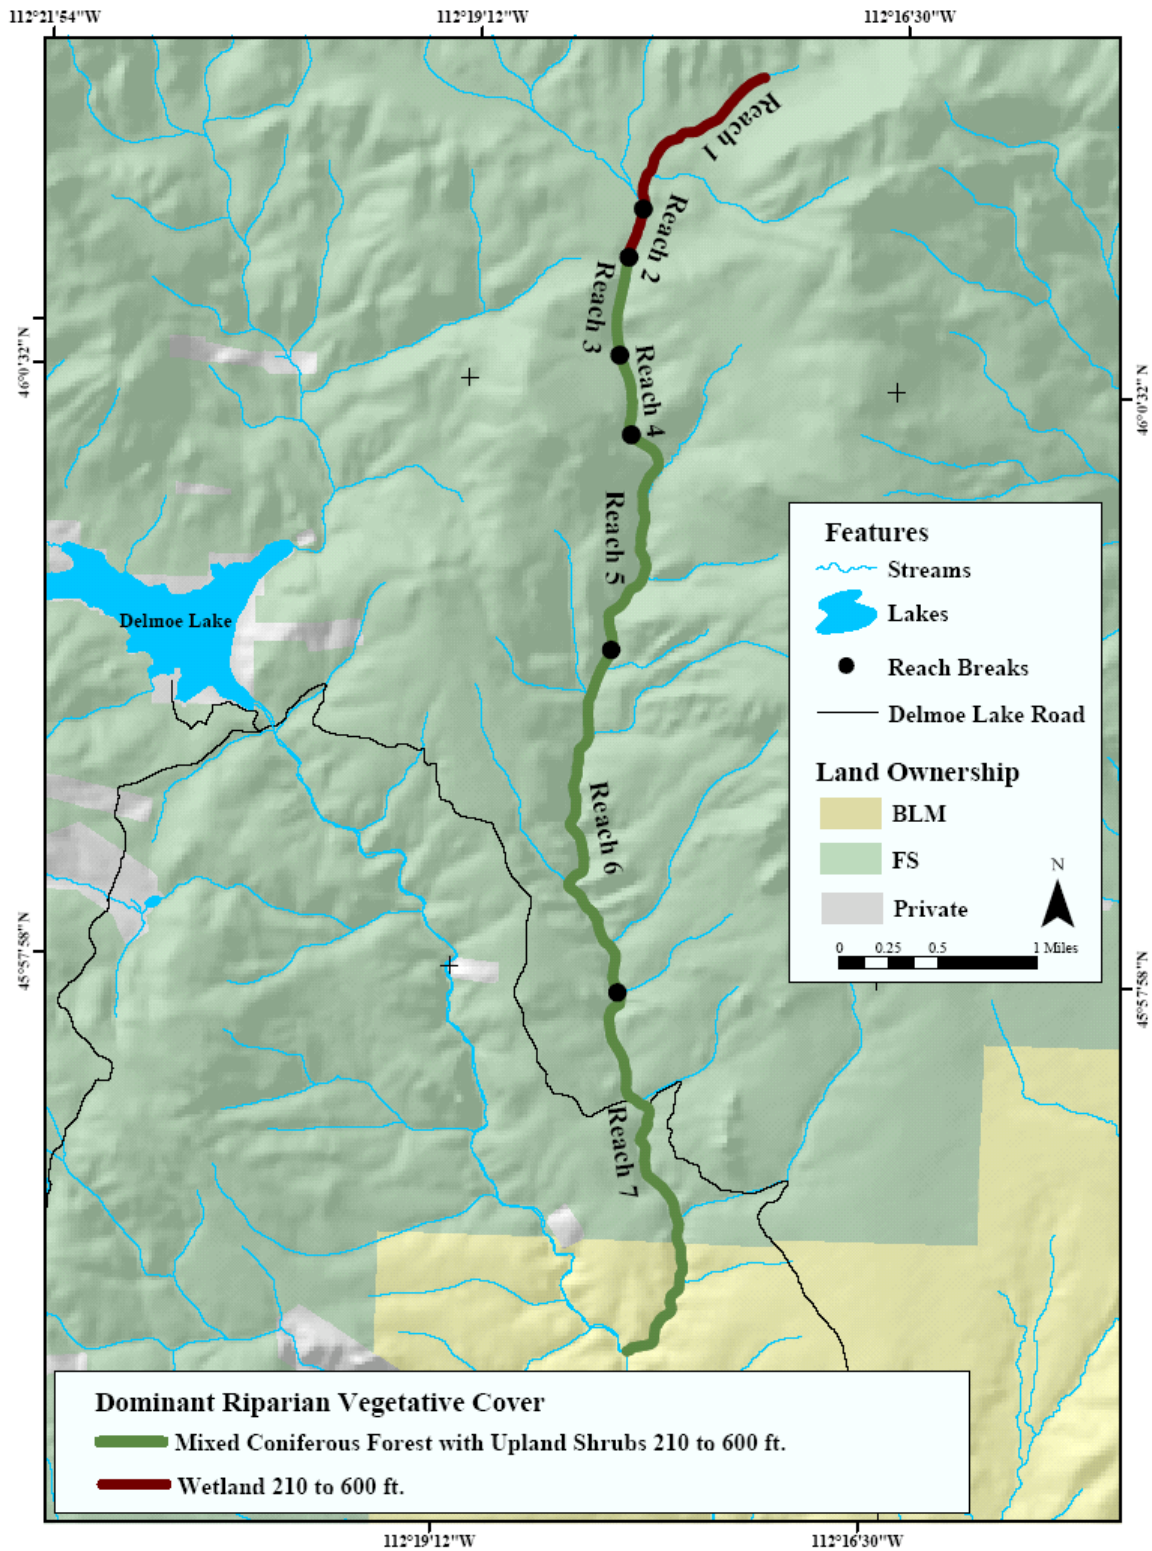 112°21'54"W 112°19'12"W 112°16'30"W
Reach 1
Reach 2
Reach 3
46°0'32"N
Reach 4
46°0'32"N
Reach 5
Features
Streams
Lakes
Reach Breaks
Delmoe Lake Road
Land Ownership
BLM
FS
Private
N
0 0.25 0.5 1 Miles
Delmoe Lake
Reach 6
45°57'58"N
45°57'58"N
Reach 7
Dominant Riparian Vegetative Cover
Mixed Coniferous Forest with Upland Shrubs 210 to 600 ft.
Wetland 210 to 600 ft.
112°19'12"W 112°16'30"W